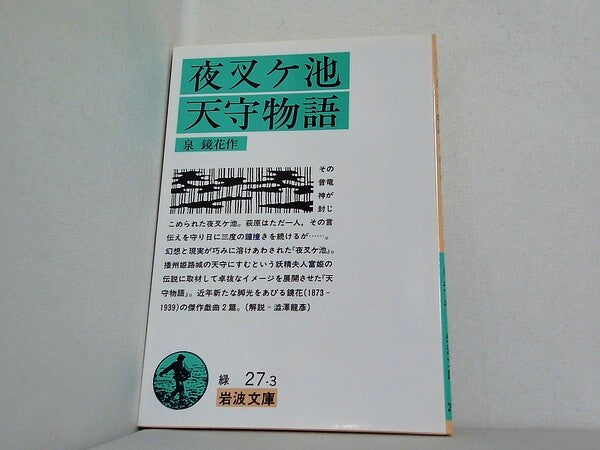 夜叉ケ池
天守物語
泉 鏡花作
その
昔竜
神が
封じ
こめられた夜叉ケ池。萩原はただ一人，その言
伝えを守り日に三度の鐘撞きを続けるが……。
幻想と現実が巧みに溶けあわされた「夜叉ケ池」。
播州姫路城の天守にすむという妖精夫人富姫の
伝説に取材して卓抜なイメージを展開させた「天
守物語」。近年新たな脚光をあびる鏡花(1873‐
1939)の傑作戯曲2篇。(解説‐澁澤龍彦)
緑 27-3
岩波文庫